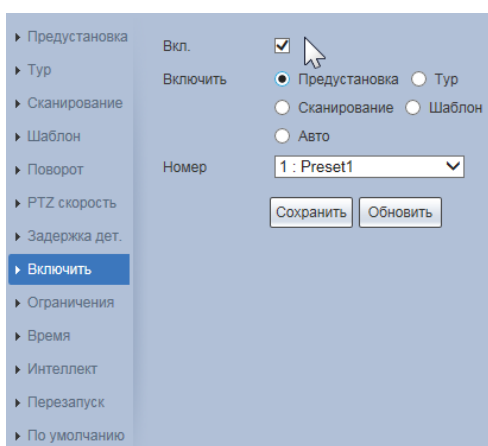 Предустановка
Тур
Сканирование
Шаблон
Поворот
PTZ скорость
Задержка дет.
Включить
Ограничения
Время
Интеллект
Перезапуск
По умолчанию
Вкл.
Включить
Предустановка Тур
Сканирование Шаблон
Авто
Номер 1 : Preset1
Сохранить Обновить